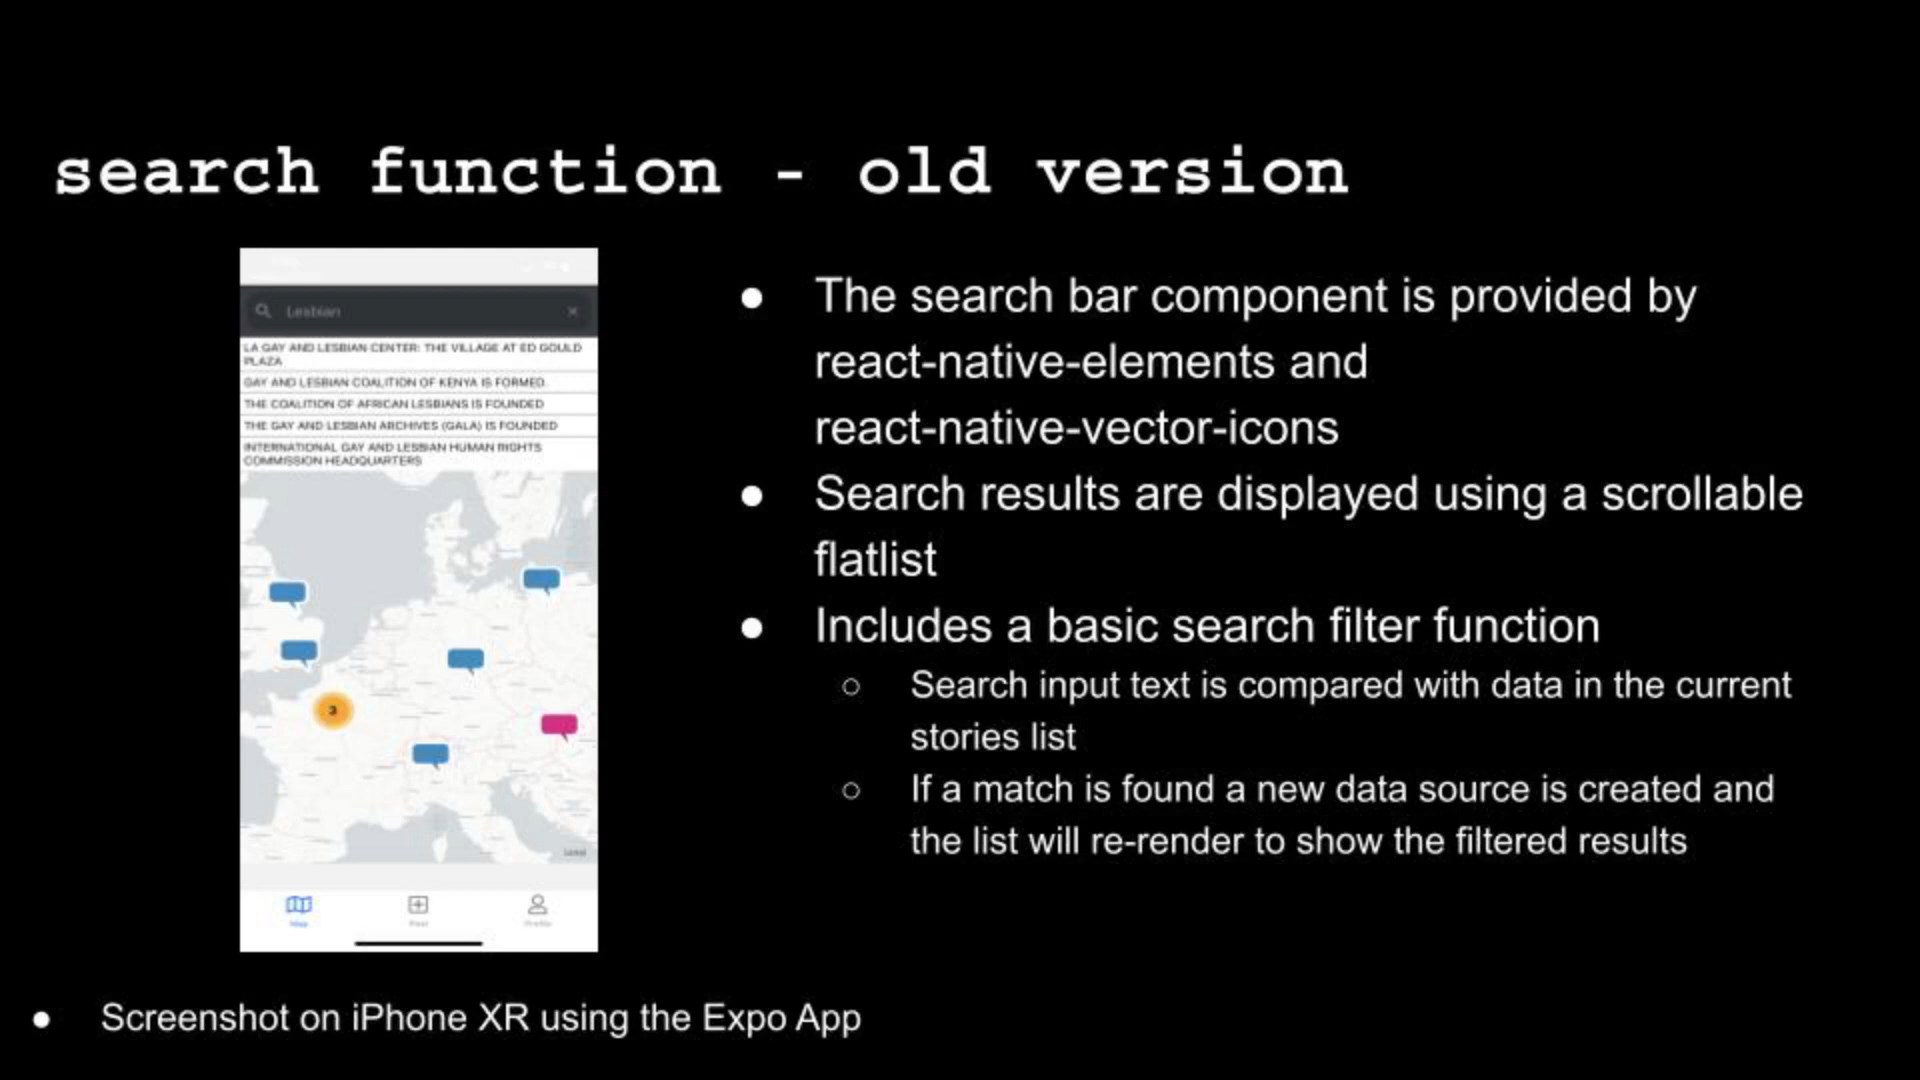 search function - old version
Lesbian
LA GAY AND LESBIAN CENTER: THE VILLAGE AT ED GOULD
PLAZA
GAY AND LESBIAN COALITION OF KENYA IS FORMED.
THE COALITION OF AFRICAN LESBIANS IS FOUNDED
THE GAY AND LESBIAN ARCHIVES (GALA) IS FOUNDED
INTERNATIONAL GAY AND LESBIAN HUMAN RIGHTS
COMMISSION HEADQUARTERS
3
Legal
Map
Post
Profile
● The search bar component is provided by
react-native-elements and
react-native-vector-icons
● Search results are displayed using a scrollable
flatlist
● Includes a basic search filter function
○ Search input text is compared with data in the current
stories list
○ If a match is found a new data source is created and
the list will re-render to show the filtered results
● Screenshot on iPhone XR using the Expo App